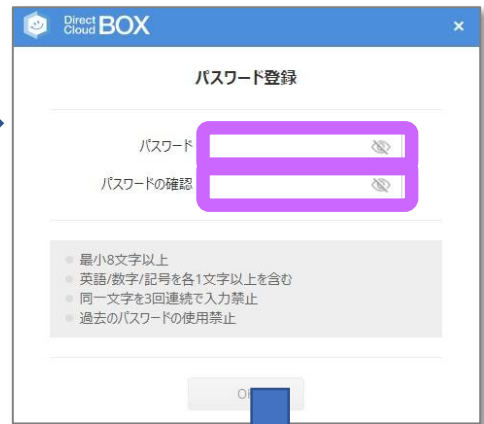 Direct Cloud BOX
×
パスワード登録
パスワード
パスワードの確認
最小8文字以上
英語/数字/記号を各1文字以上を含む
同一文字を3回連続で入力禁止
過去のパスワードの使用禁止